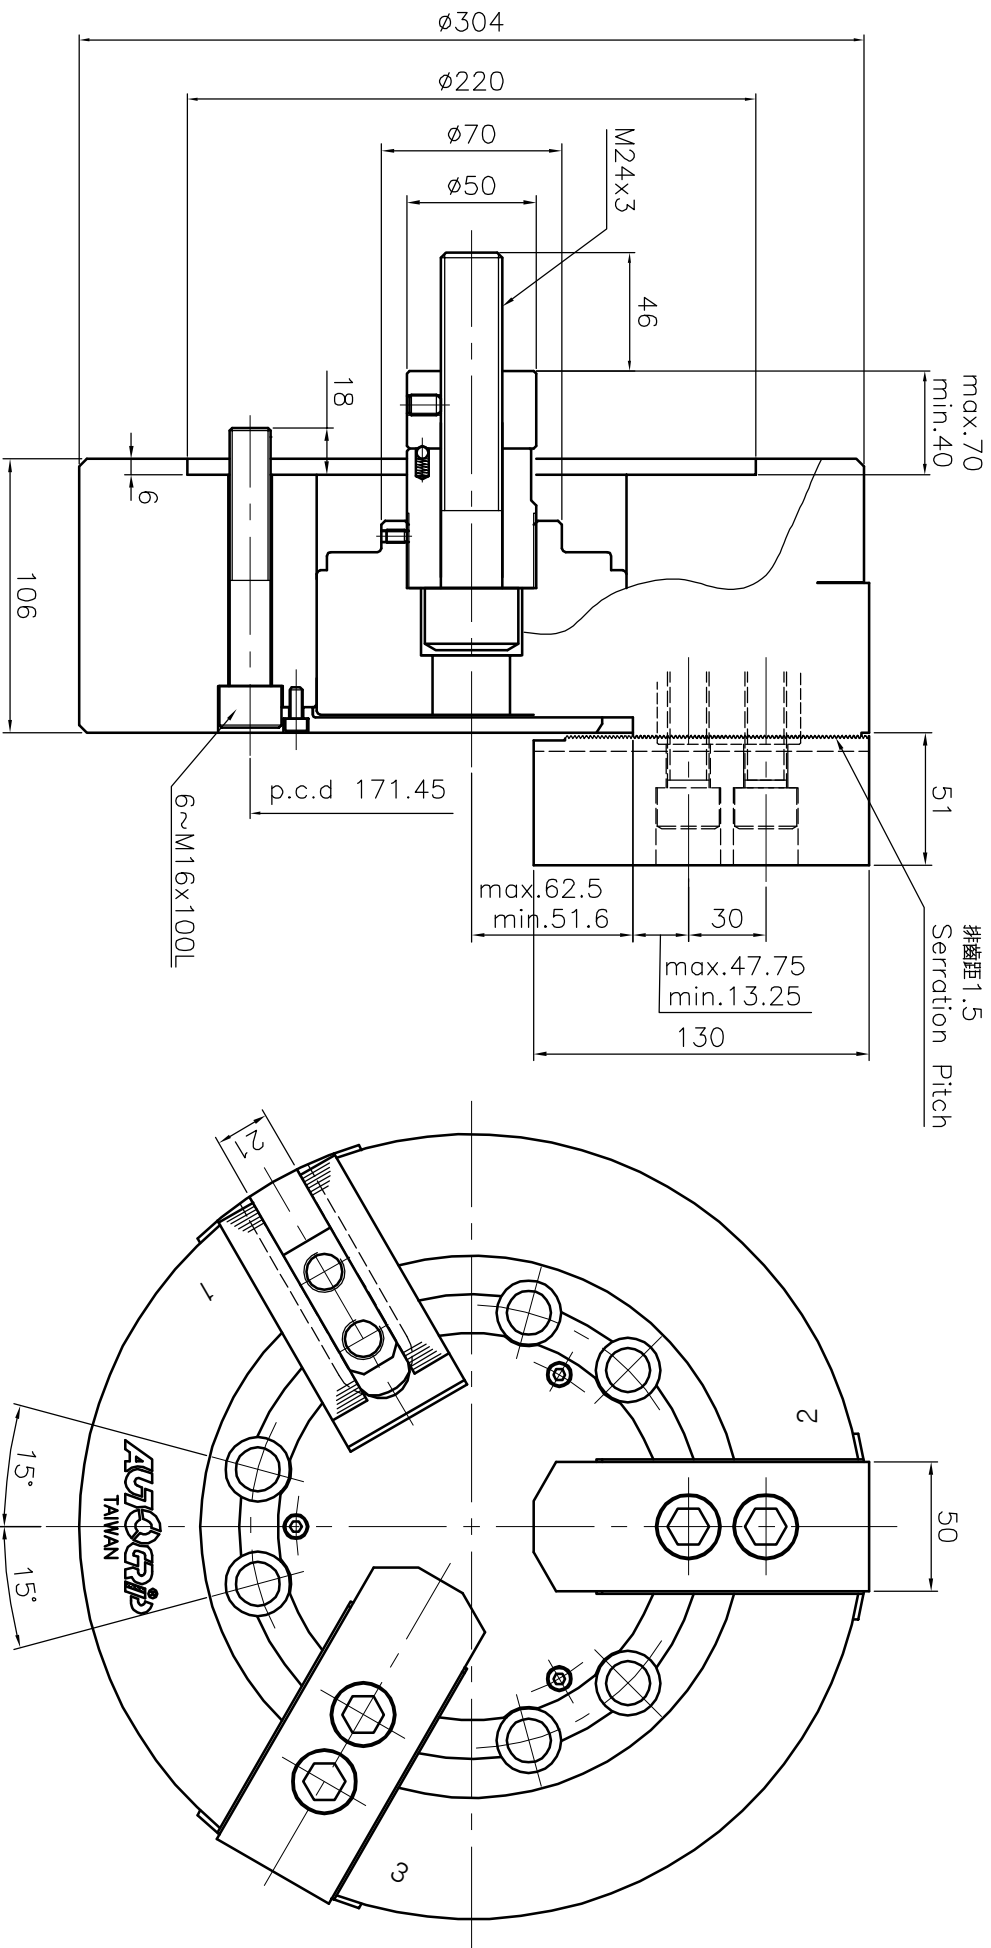 ø304
ø220
ø70
ø50
M24x3
46
max.70
min.40
18
6
106
p.c.d 171.45
6~M16x100L
51
排齒距1.5
Serration Pitch
max.62.5
min.51.6
30
max.47.75
min.13.25
130
21
1
2
3
50
15°
15°
AUTOGRIP
TAIWAN